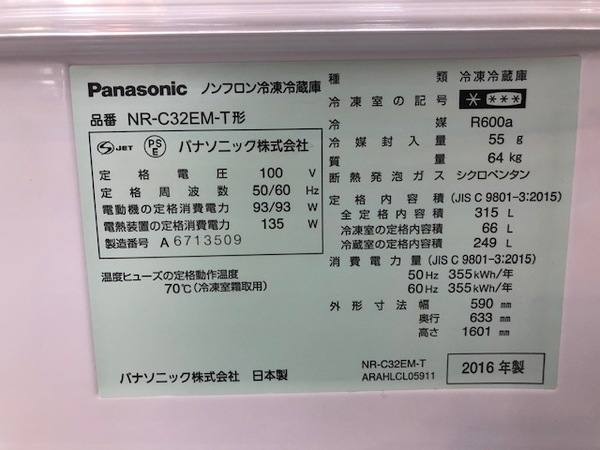 Panasonic ノンフロン冷凍冷蔵庫
品番 NR-C32EM-T形
S JET PS E パナソニック株式会社
定格電圧 100 V
定格周波数 50/60 Hz
電動機の定格消費電力 93/93 W
電熱装置の定格消費電力 135 W
製造番号 A 6713509
温度ヒューズの定格動作温度
70℃(冷凍室霜取用)
パナソニック株式会社 日本製
種類 冷凍冷蔵庫
冷凍室の記号 * ***
冷媒 R600a
冷媒封入量 55 g
質量 64 kg
断熱発泡ガス シクロペンタン
定格内容積 (JIS C 9801-3:2015)
全定格内容積 315 L
冷凍室の定格内容積 66 L
冷蔵室の定格内容積 249 L
消費電力量 (JIS C 9801-3:2015)
50 Hz 355 kWh/年
60 Hz 355 kWh/年
外形寸法 幅 590 mm
奥行 633 mm
高さ 1601 mm
NR-C32EM-T
ARAHLCL05911
2016 年製